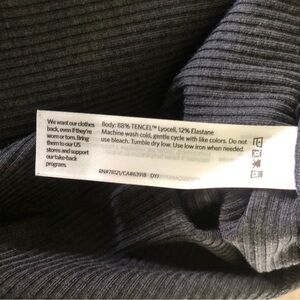 We want our clothes
back, even if they're
worn or torn. Bring
them to our US
stores and support
our take-back
program.
Body: 88% TENCEL™ Lyocell, 12% Elastane
Machine wash cold, gentle cycle with like colors. Do not
use bleach. Tumble dry low. Use low iron when needed.